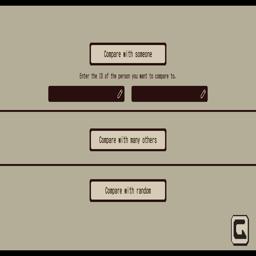 Compare with someone
Enter the ID of the person you want to compare to.
Compare with many others
Compare with random